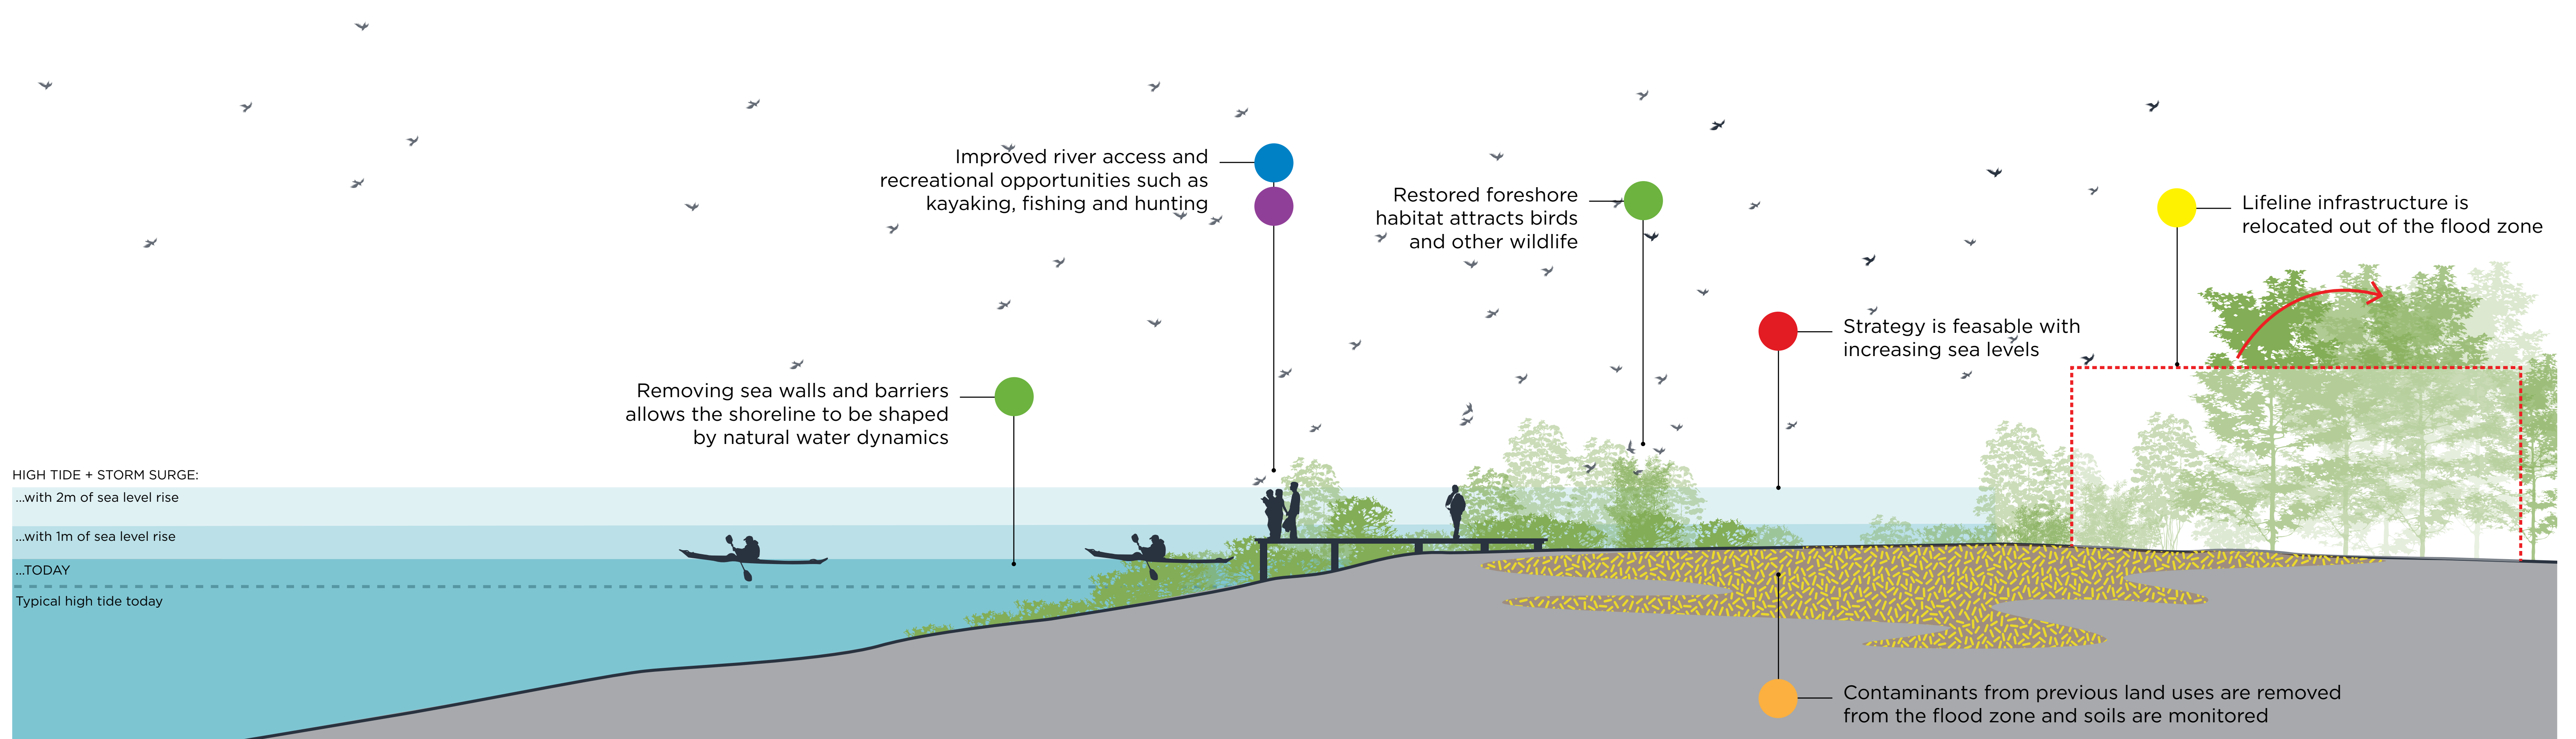 Improved river access and
recreational opportunities such as
kayaking, fishing and hunting
Restored foreshore
habitat attracts birds
and other wildlife
Lifeline infrastructure is
relocated out of the flood zone
Strategy is feasable with
increasing sea levels
Removing sea walls and barriers
allows the shoreline to be shaped
by natural water dynamics
HIGH TIDE + STORM SURGE:
...with 2m of sea level rise
...with 1m of sea level rise
...TODAY
Typical high tide today
Contaminants from previous land uses are removed
from the flood zone and soils are monitored